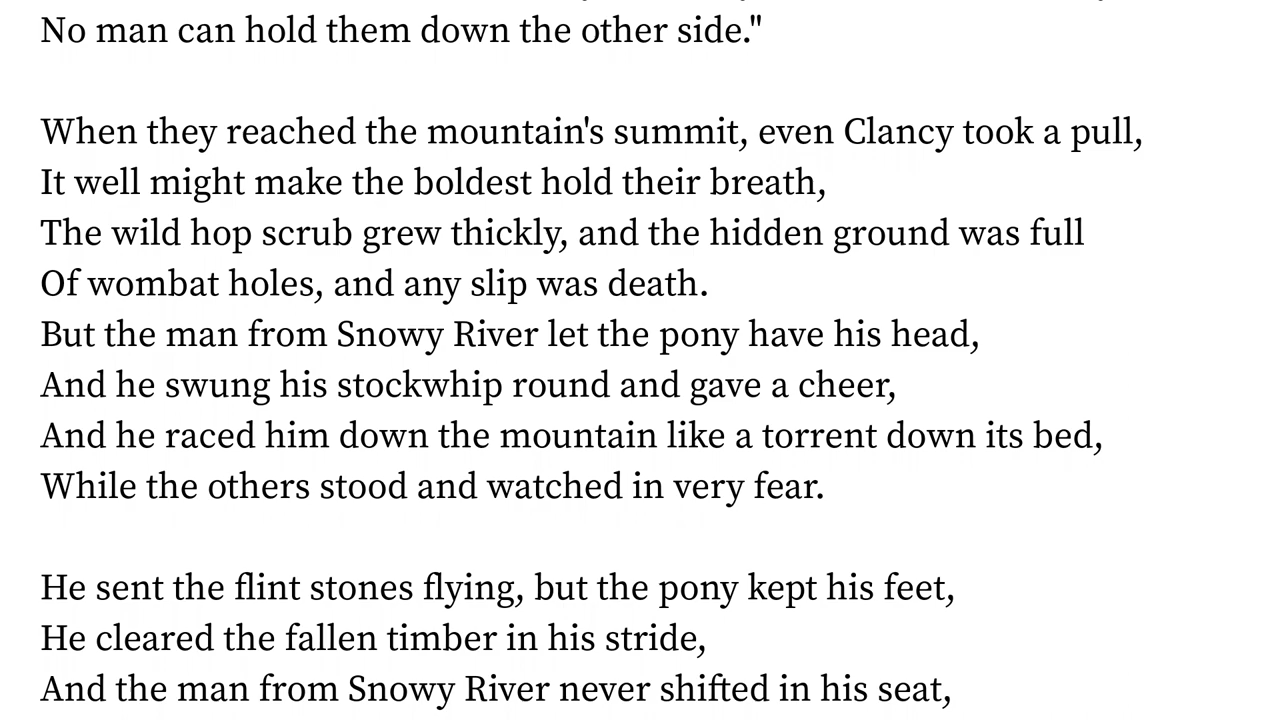 No man can hold them down the other side."
When they reached the mountain's summit, even Clancy took a pull,
It well might make the boldest hold their breath,
The wild hop scrub grew thickly, and the hidden ground was full
Of wombat holes, and any slip was death.
But the man from Snowy River let the pony have his head,
And he swung his stockwhip round and gave a cheer,
And he raced him down the mountain like a torrent down its bed,
While the others stood and watched in very fear.
He sent the flint stones flying, but the pony kept his feet,
He cleared the fallen timber in his stride,
And the man from Snowy River never shifted in his seat,